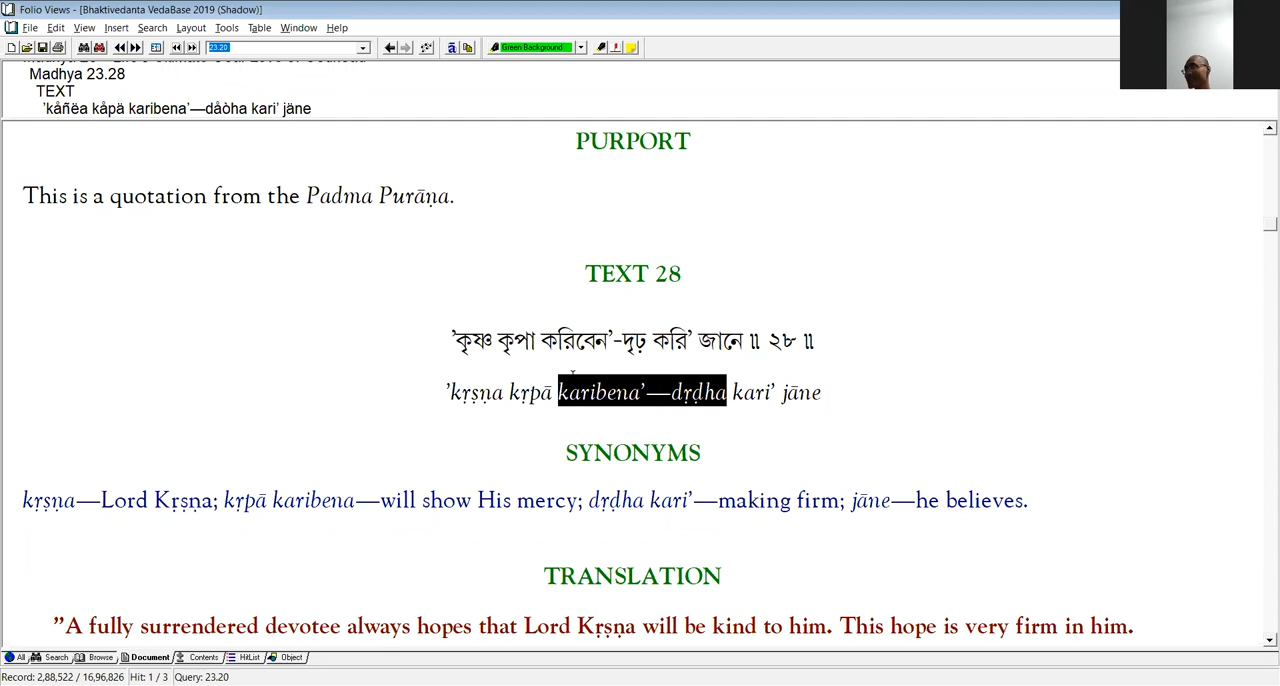 Folio Views - [Bhaktivedanta VedaBase 2019 (Shadow)]
File Edit View Insert Search Layout Tools Table Window Help
23.20 Green Background
Madhya 23.28
TEXT
'kåñëa kåpä karibena'—dåòha kari' jäne
PURPORT
This is a quotation from the Padma Purāṇa.
TEXT 28
'কৃষ্ণ কৃপা করিবেন'-দৃঢ় করি' জানে ॥ ২৮ ॥
'kṛṣṇa kṛpā karibena'—dṛḍha kari' jāne
SYNONYMS
kṛṣṇa—Lord Kṛṣṇa; kṛpā karibena—will show His mercy; dṛḍha kari'—making firm; jāne—he believes.
TRANSLATION
"A fully surrendered devotee always hopes that Lord Kṛṣṇa will be kind to him. This hope is very firm in him.
All Search Browse Document Contents HitList Object
Record: 2,88,522 / 16,96,826 Hit: 1 / 3 Query: 23.20